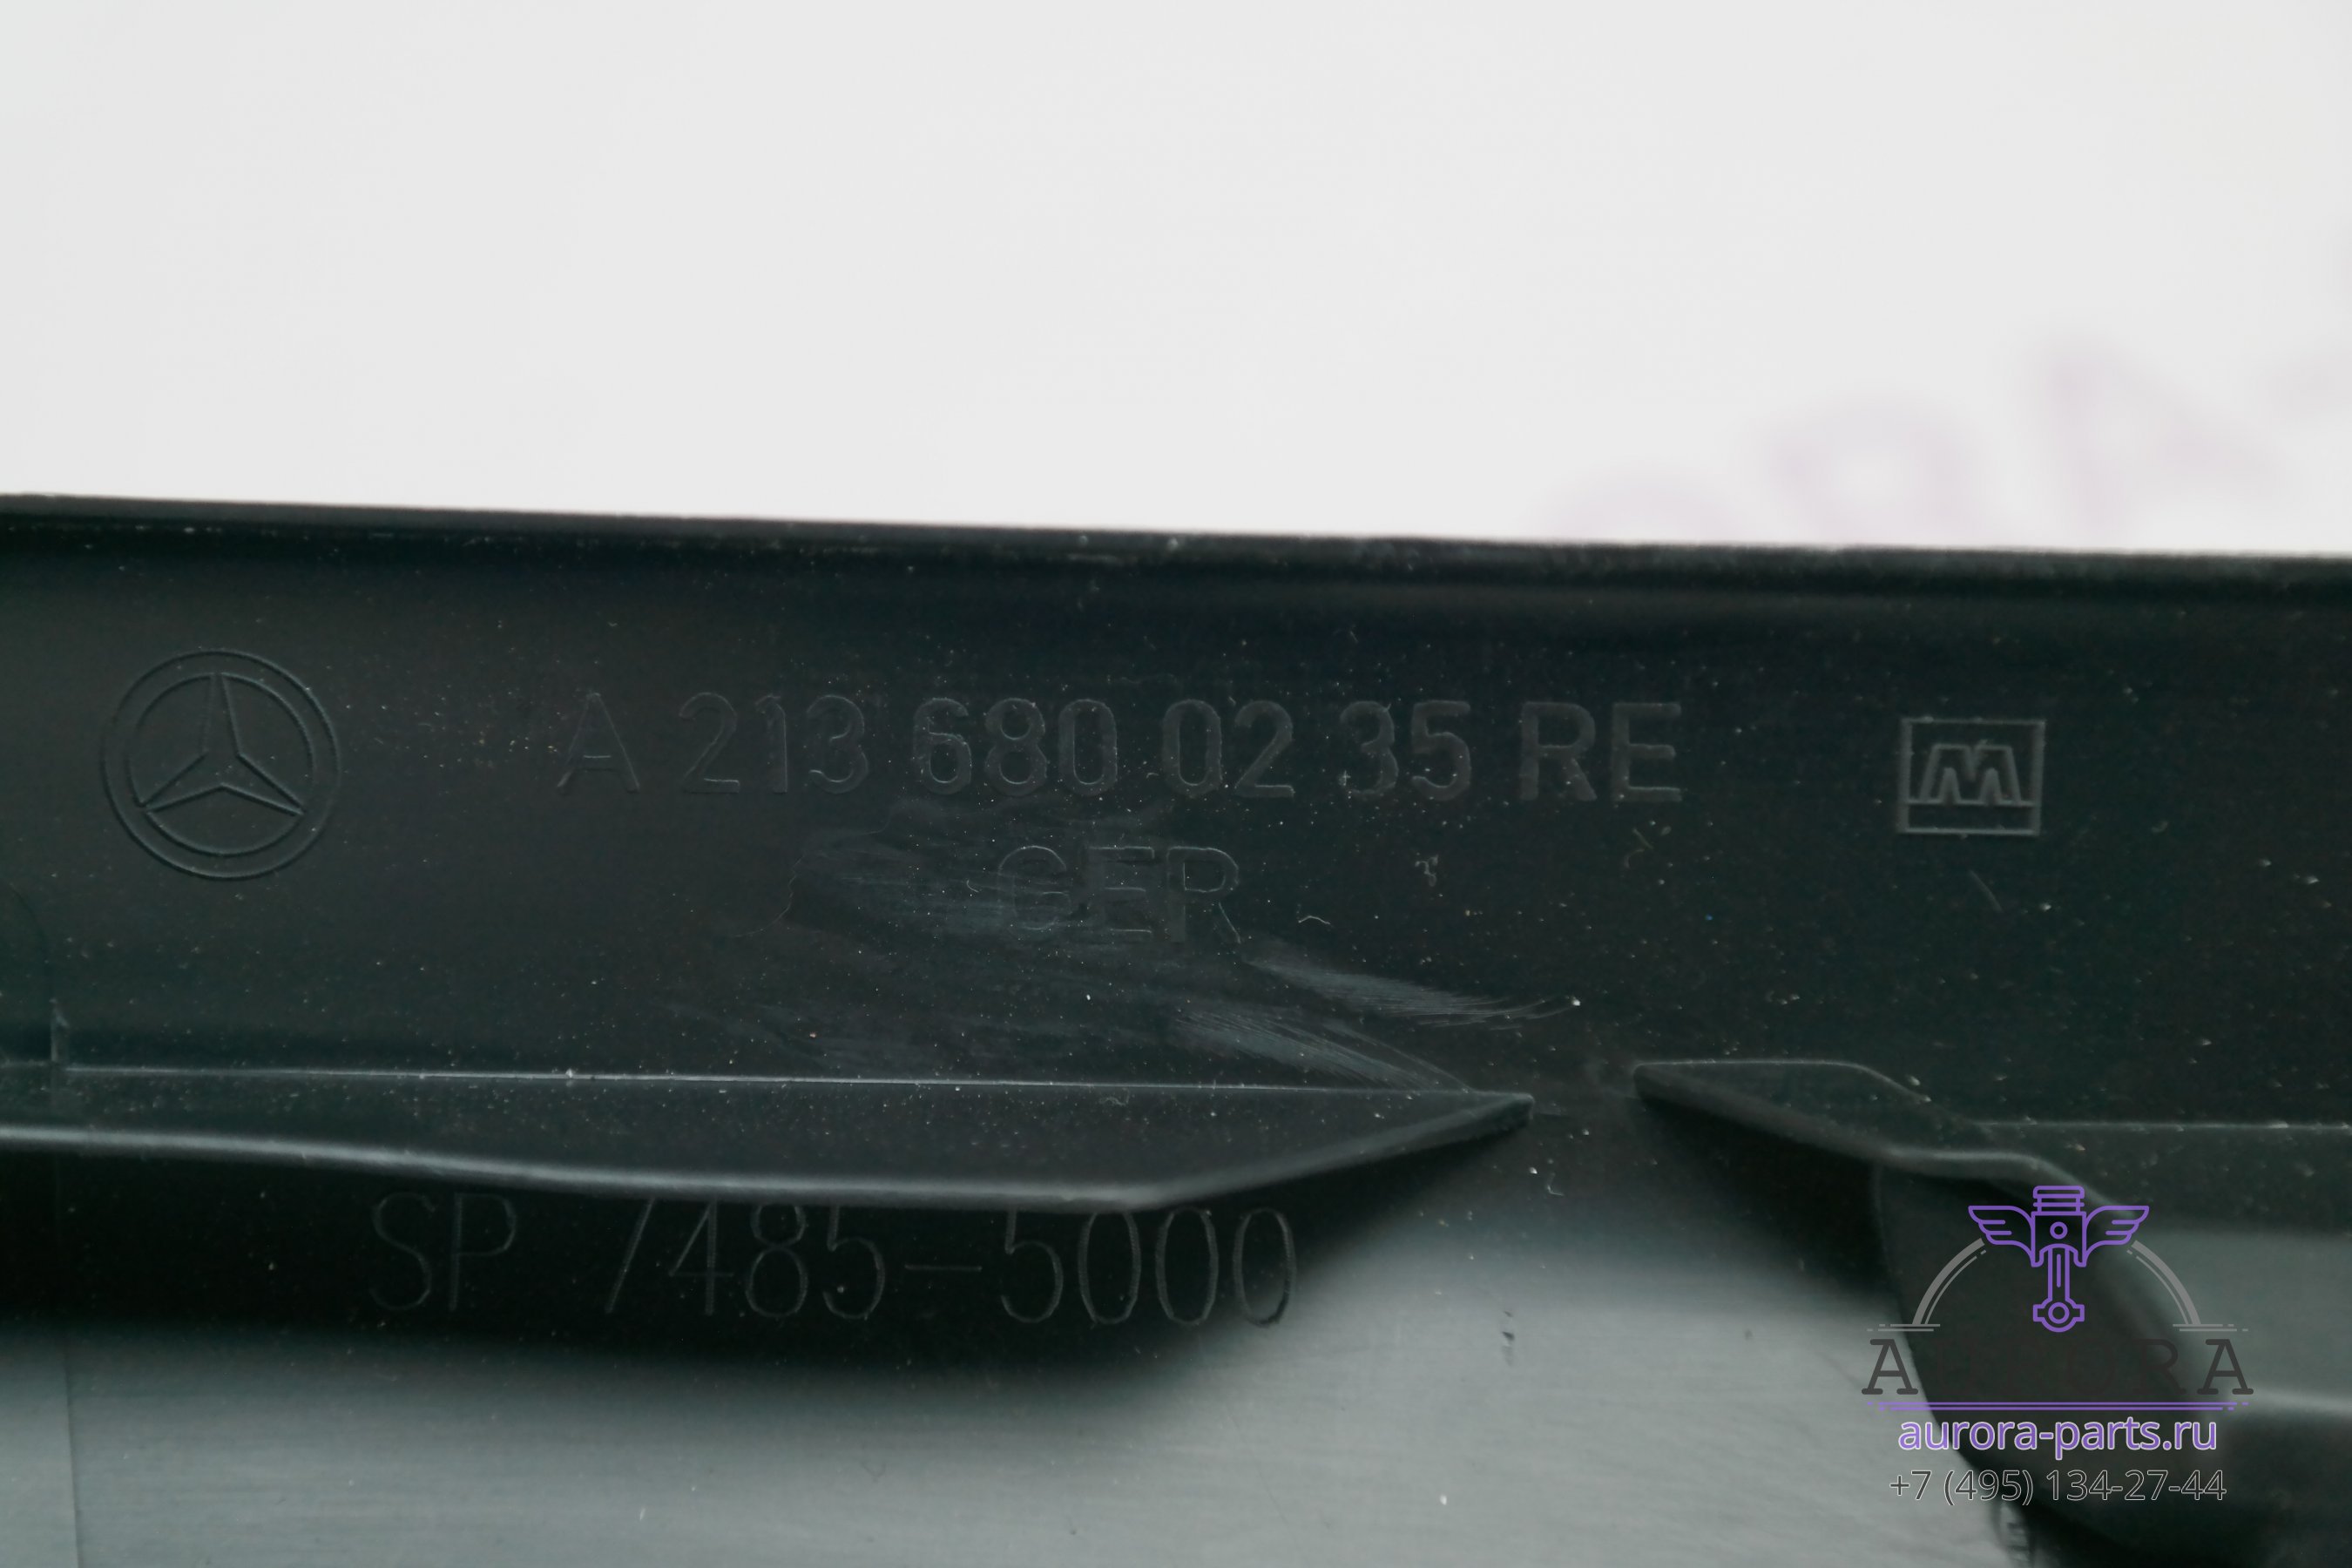 A 213 680 02 35 RE
GER
SP 7485-5000
AURORA
aurora-parts.ru
+7 (495) 134-27-44